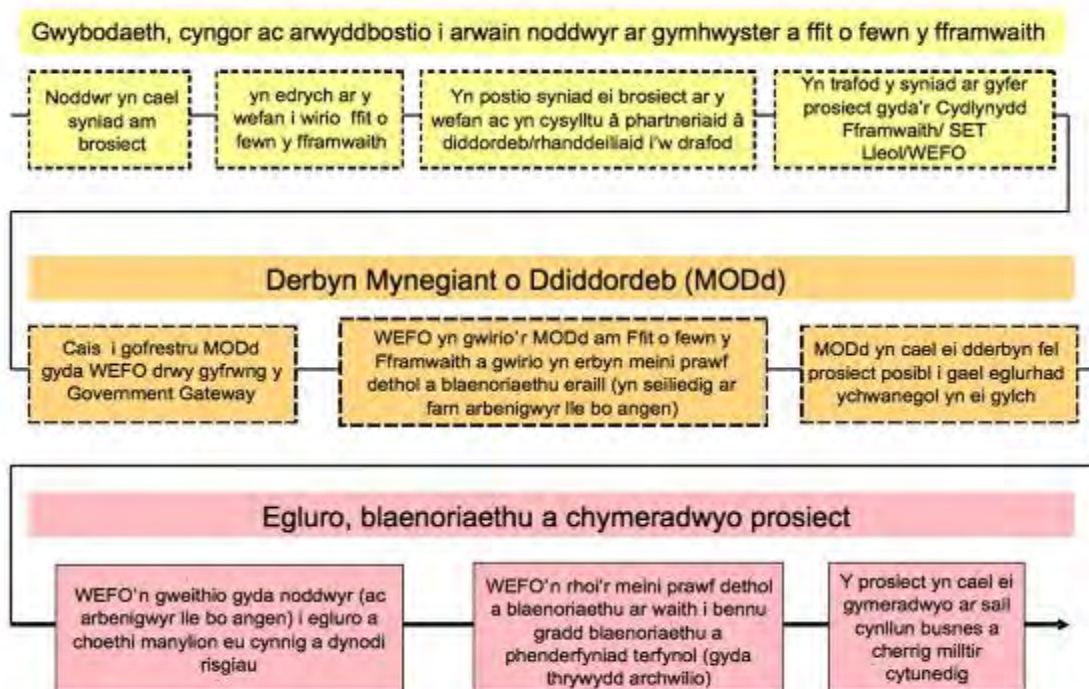 Gwybodaeth, cyngor ac arwyddbostio i arwain noddwyr ar gymhwyster a ffit o fewn y fframwaith
Noddwr yn cael
syniad am
brosiect
yn edrych ar y
wefan i wirio ffit o
fewn y fframwaith
Yn postio syniad ei brosiect ar y
wefan ac yn cysylltu â phartneriaid â
diddordeb/rhanddeiliaid i'w drafod
Yn trafod y syniad ar gyfer
prosiect gyda'r Cydlynydd
Fframwaith/ SET
Lleol/WEFO
Derbyn Mynegiant o Ddiddordeb (MODd)
Cais i gofrestru MODd
gyda WEFO drwy gyfrwng y
Government Gateway
WEFO yn gwirio'r MODd am Ffit o fewn y
Fframwaith a gwirio yn erbyn meini prawf
dethol a blaenoriaethu eraill (yn seiliedig ar
farn arbenigwyr lle bo angen)
MODd yn cael ei dderbyn fel
prosiect posibl i gael eglurhad
ychwanegol yn ei gylch
Egluro, blaenoriaethu a chymeradwyo prosiect
WEFO'n gweithio gyda noddwyr (ac
arbenigwyr lle bo angen) i egluro a
choethi manylion eu cynnig a dynodi
risgiau
WEFO'n rhoi'r meini prawf dethol
a blaenoriaethu ar waith i bennu
gradd blaenoriaethu a
phenderfyniad terfynol (gyda
thrywydd archwilio)
Y prosiect yn cael ei
gymeradwyo ar sail
cynllun busnes a
cherrig milltir
cytunedig